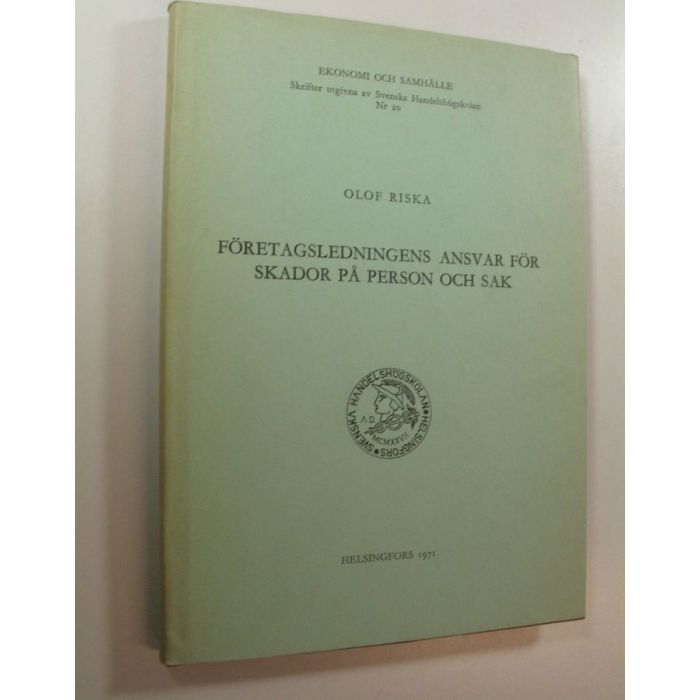 EKONOMI OCH SAMHÄLLE
Skrifter utgivna av Svenska Handelshögskolan
Nr 20
OLOF RISKA
FÖRETAGSLEDNINGENS ANSVAR FÖR
SKADOR PÅ PERSON OCH SAK
SVENSKA HANDELSHÖGSKOLAN • HELSINGFORS •
A.D.
MCMXXVII
HELSINGFORS 1971